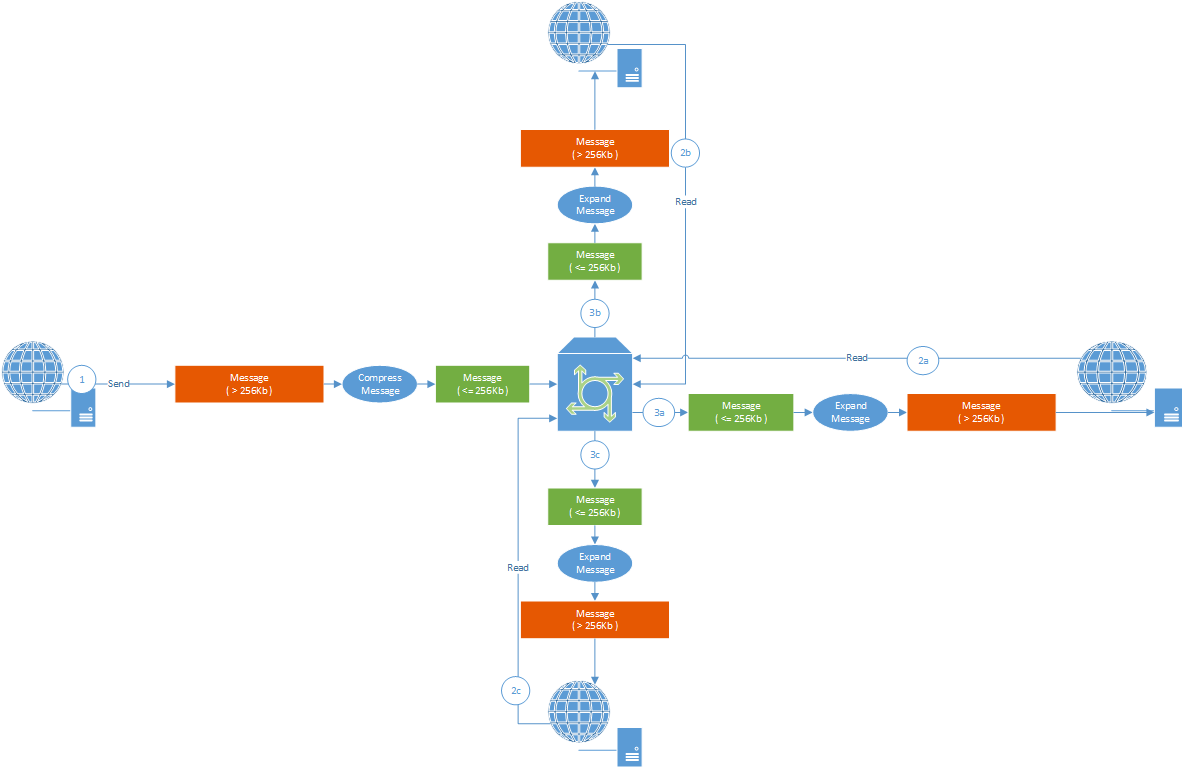 Message
( > 256Kb )
2b
Expand
Message
Read
Message
( <= 256Kb )
3b
1
Send
Message
( > 256Kb )
Compress
Message
Message
( <= 256Kb )
Read
2a
3a
Message
( <= 256Kb )
Expand
Message
Message
( > 256Kb )
3c
Message
( <= 256Kb )
Expand
Message
Read
Message
( > 256Kb )
2c